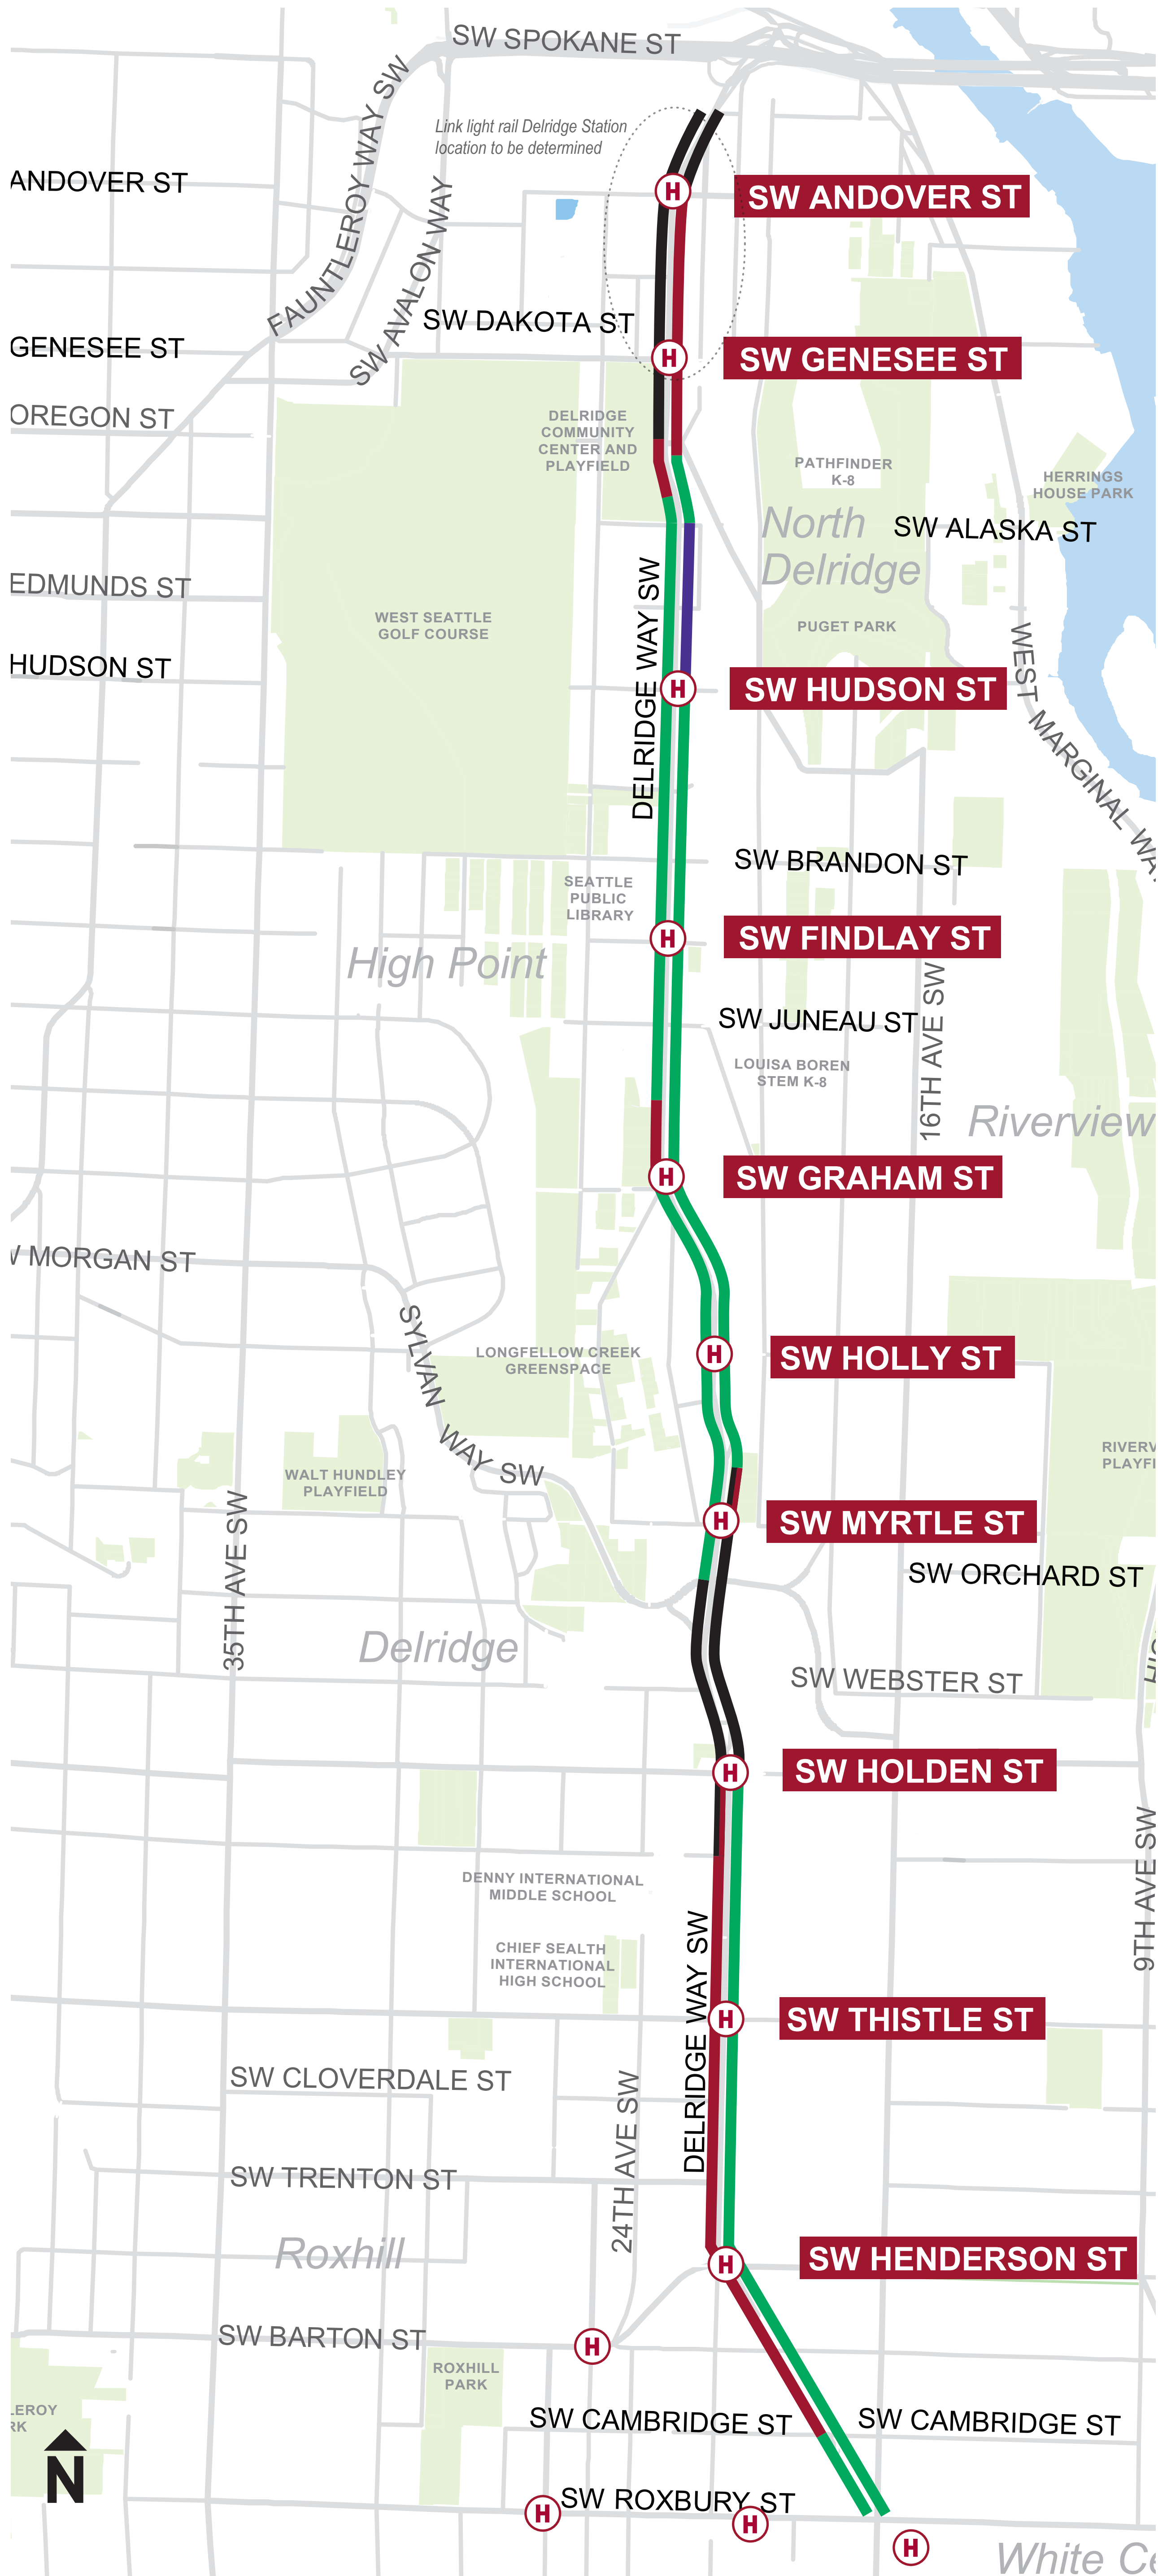 SW SPOKANE ST
FAUNTLEROY WAY SW
Link light rail Delridge Station
location to be determined
ANDOVER ST
H
SW ANDOVER ST
SW AVALON WAY
SW DAKOTA ST
GENESEE ST
H
SW GENESEE ST
OREGON ST
DELRIDGE
COMMUNITY
CENTER AND
PLAYFIELD
PATHFINDER
K-8
HERRINGS
HOUSE PARK
North
Delridge
SW ALASKA ST
EDMUNDS ST
WEST SEATTLE
GOLF COURSE
DELRIDGE WAY SW
PUGET PARK
HUDSON ST
H
SW HUDSON ST
WEST MARGINAL WA
SW BRANDON ST
SEATTLE
PUBLIC
LIBRARY
H
SW FINDLAY ST
High Point
SW JUNEAU ST
16TH AVE SW
LOUISA BOREN
STEM K-8
Riverview
H
SW GRAHAM ST
MORGAN ST
SYLVAN WAY SW
LONGFELLOW CREEK
GREENSPACE
H
SW HOLLY ST
WALT HUNDLEY
PLAYFIELD
RIVERV
PLAYFI
35TH AVE SW
H
SW MYRTLE ST
SW ORCHARD ST
Delridge
SW WEBSTER ST
H
SW HOLDEN ST
DENNY INTERNATIONAL
MIDDLE SCHOOL
9TH AVE SW
CHIEF SEALTH
INTERNATIONAL
HIGH SCHOOL
DELRIDGE WAY SW
H
SW THISTLE ST
SW CLOVERDALE ST
24TH AVE SW
SW TRENTON ST
Roxhill
H
SW HENDERSON ST
SW BARTON ST
H
ROXHILL
PARK
LEROY
RK
SW CAMBRIDGE ST
SW CAMBRIDGE ST
N
H
SW ROXBURY ST
H
H
White Ce